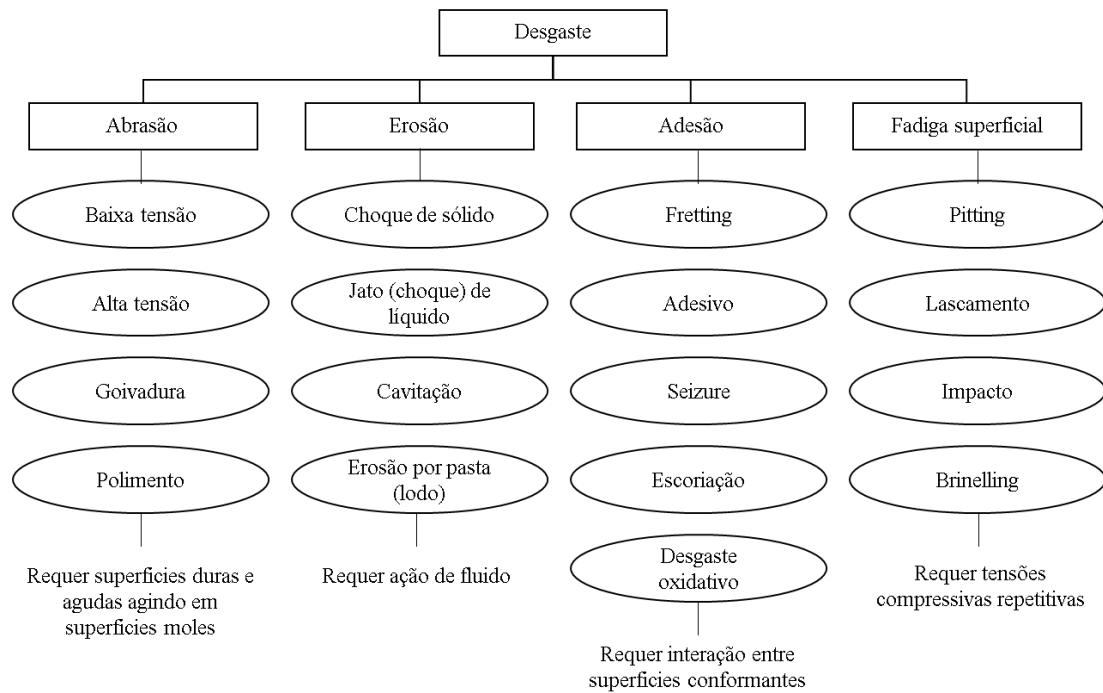 Desgaste
Abrasão
Erosão
Adesão
Fadiga superficial
Baixa tensão
Choque de sólido
Fretting
Pitting
Alta tensão
Jato (choque) de
líquido
Adesivo
Lascamento
Goivadura
Cavitação
Seizure
Impacto
Polimento
Erosão por pasta
(lodo)
Escoriação
Brinelling
Desgaste
oxidativo
Requer superficies duras e
agudas agindo em
superficies moles
Requer ação de fluido
Requer tensões
compressivas repetitivas
Requer interação entre
superficies conformantes